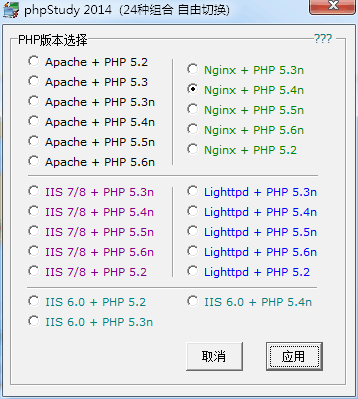 phpStudy 2014 (24种组合 自由切换)
PHP版本选择
???
Apache + PHP 5.2
Apache + PHP 5.3
Apache + PHP 5.3n
Apache + PHP 5.4n
Apache + PHP 5.5n
Apache + PHP 5.6n
Nginx + PHP 5.3n
Nginx + PHP 5.4n
Nginx + PHP 5.5n
Nginx + PHP 5.6n
Nginx + PHP 5.2
IIS 7/8 + PHP 5.3n
IIS 7/8 + PHP 5.4n
IIS 7/8 + PHP 5.5n
IIS 7/8 + PHP 5.6n
IIS 7/8 + PHP 5.2
Lighttpd + PHP 5.3n
Lighttpd + PHP 5.4n
Lighttpd + PHP 5.5n
Lighttpd + PHP 5.6n
Lighttpd + PHP 5.2
IIS 6.0 + PHP 5.2
IIS 6.0 + PHP 5.4n
IIS 6.0 + PHP 5.3n
取消
应用